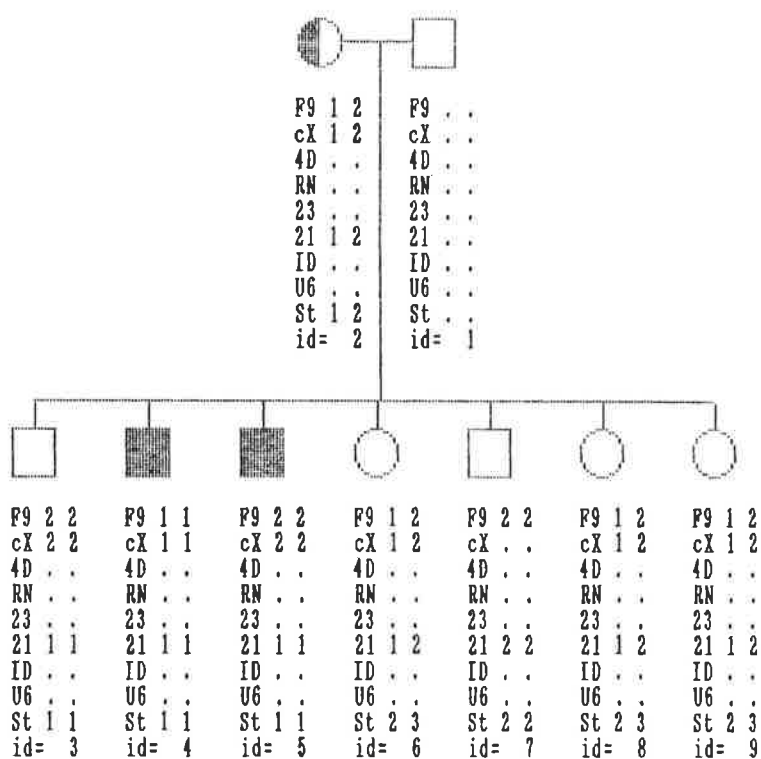 F9 1 2
cX 1 2
4D . .
RN . .
23 . .
21 1 2
ID . .
U6 . .
St 1 2
id= 2
F9 . .
cX . .
4D . .
RN . .
23 . .
21 . .
ID . .
U6 . .
St . .
id= 1
F9 2 2
cX 2 2
4D . .
RN . .
23 . .
21 1 1
ID . .
U6 . .
St 1 1
id= 3
F9 1 1
cX 1 1
4D . .
RN . .
23 . .
21 1 1
ID . .
U6 . .
St 1 1
id= 4
F9 2 2
cX 2 2
4D . .
RN . .
23 . .
21 1 1
ID . .
U6 . .
St 1 1
id= 5
F9 1 2
cX 1 2
4D . .
RN . .
23 . .
21 1 2
ID . .
U6 . .
St 2 3
id= 6
F9 2 2
cX . .
4D . .
RN . .
23 . .
21 2 2
ID . .
U6 . .
St 2 2
id= 7
F9 1 2
cX 1 2
4D . .
RN . .
23 . .
21 1 2
ID . .
U6 . .
St 2 3
id= 8
F9 1 2
cX 1 2
4D . .
RN . .
23 . .
21 1 2
ID . .
U6 . .
St 2 3
id= 9